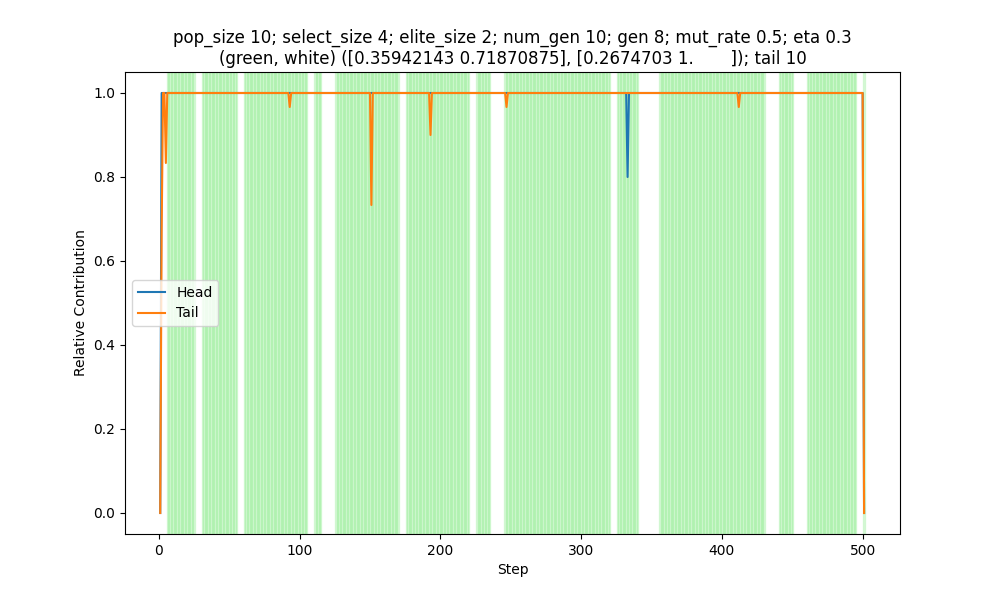 pop_size 10; select_size 4; elite_size 2; num_gen 10; gen 8; mut_rate 0.5; eta 0.3
(green, white) ([0.35942143 0.71870875], [0.2674703 1.        ]); tail 10
1.0
0.8
0.6
0.4
0.2
0.0
Relative Contribution
Head
Tail
0
100
200
300
400
500
Step